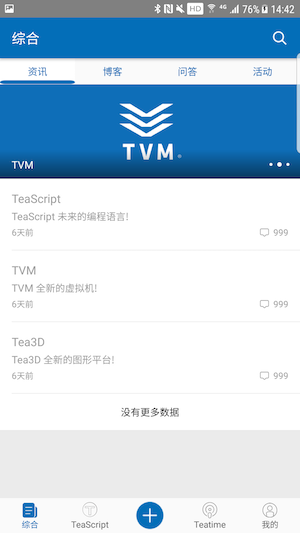 HD 4G 76% 14:42
综合
资讯 博客 问答 活动
TVM
TVM
TeaScript
TeaScript 未来的编程语言!
6天前 999
TVM
TVM 全新的虚拟机!
6天前 999
Tea3D
Tea3D 全新的图形平台!
6天前 999
没有更多数据
综合 TeaScript Teatime 我的